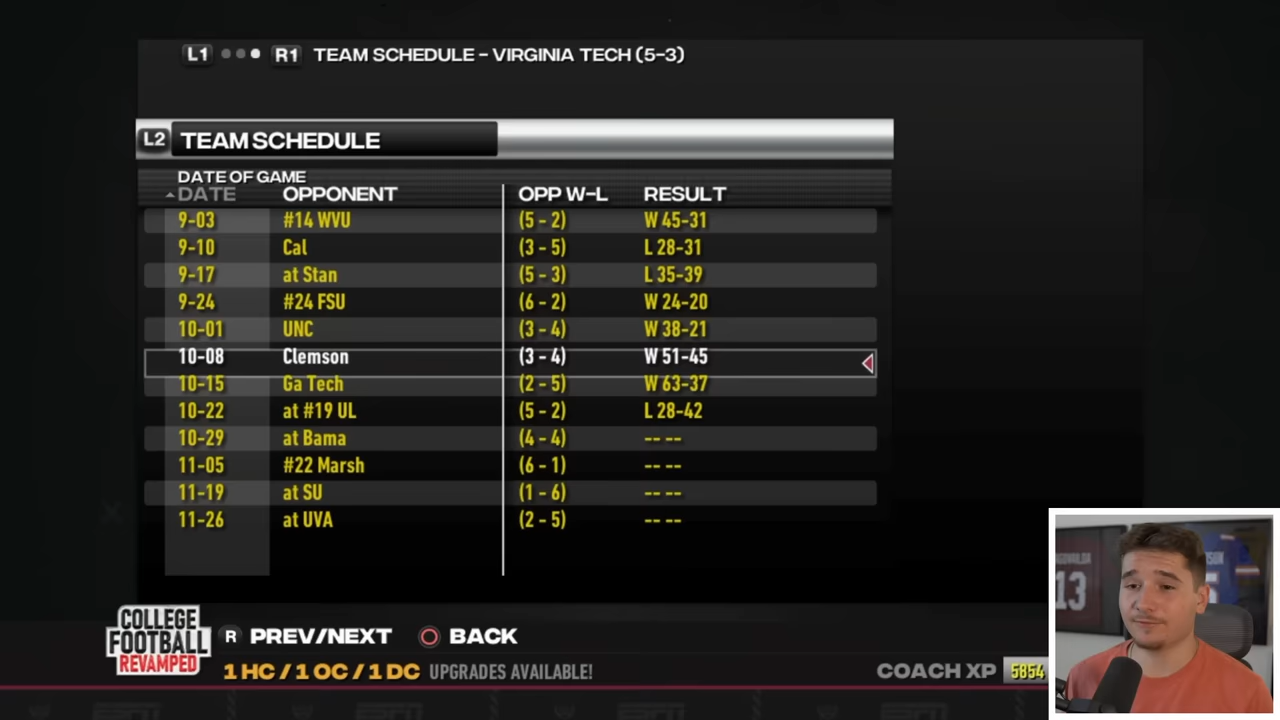 L1 R1 TEAM SCHEDULE - VIRGINIA TECH (5-3)
L2 TEAM SCHEDULE
DATE OF GAME
DATE OPPONENT OPP W-L RESULT
9-03 #14 WVU (5 - 2) W 45-31
9-10 Cal (3 - 5) L 28-31
9-17 at Stan (5 - 3) L 35-39
9-24 #24 FSU (6 - 2) W 24-20
10-01 UNC (3 - 4) W 38-21
10-08 Clemson (3 - 4) W 51-45
10-15 Ga Tech (2 - 5) W 63-37
10-22 at #19 UL (5 - 2) L 28-42
10-29 at Bama (4 - 4) -- --
11-05 #22 Marsh (6 - 1) -- --
11-19 at SU (1 - 6) -- --
11-26 at UVA (2 - 5) -- --
COLLEGE
FOOTBALL
REVAMPED
R PREV/NEXT BACK
1 HC / 1 OC / 1 DC UPGRADES AVAILABLE!
COACH XP 5854
13